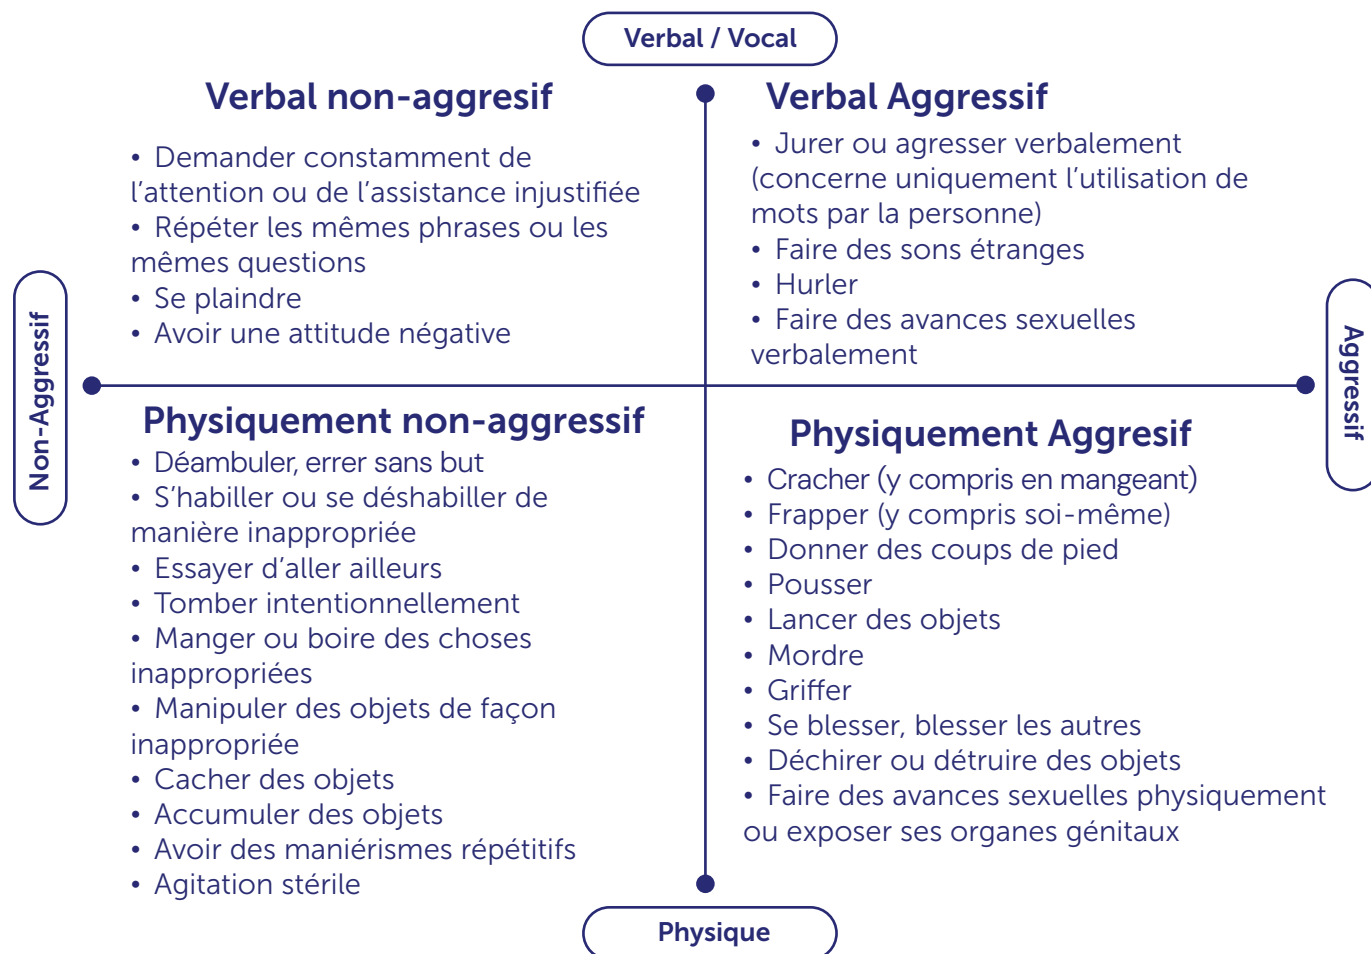 Verbal / Vocal
Verbal non-aggresif
• Demander constamment de
l'attention ou de l'assistance injustifiée
• Répéter les mêmes phrases ou les
mêmes questions
• Se plaindre
• Avoir une attitude négative
Verbal Aggressif
• Jurer ou agresser verbalement
(concerne uniquement l'utilisation de
mots par la personne)
• Faire des sons étranges
• Hurler
• Faire des avances sexuelles
verbalement
Non-Aggressif
Aggressif
Physiquement non-aggressif
• Déambuler, errer sans but
• S'habiller ou se déshabiller de
manière inappropriée
• Essayer d'aller ailleurs
• Tomber intentionnellement
• Manger ou boire des choses
inappropriées
• Manipuler des objets de façon
inappropriée
• Cacher des objets
• Accumuler des objets
• Avoir des maniérismes répétitifs
• Agitation stérile
Physiquement Aggresif
• Cracher (y compris en mangeant)
• Frapper (y compris soi-même)
• Donner des coups de pied
• Pousser
• Lancer des objets
• Mordre
• Griffer
• Se blesser, blesser les autres
• Déchirer ou détruire des objets
• Faire des avances sexuelles physiquement
ou exposer ses organes génitaux
Physique